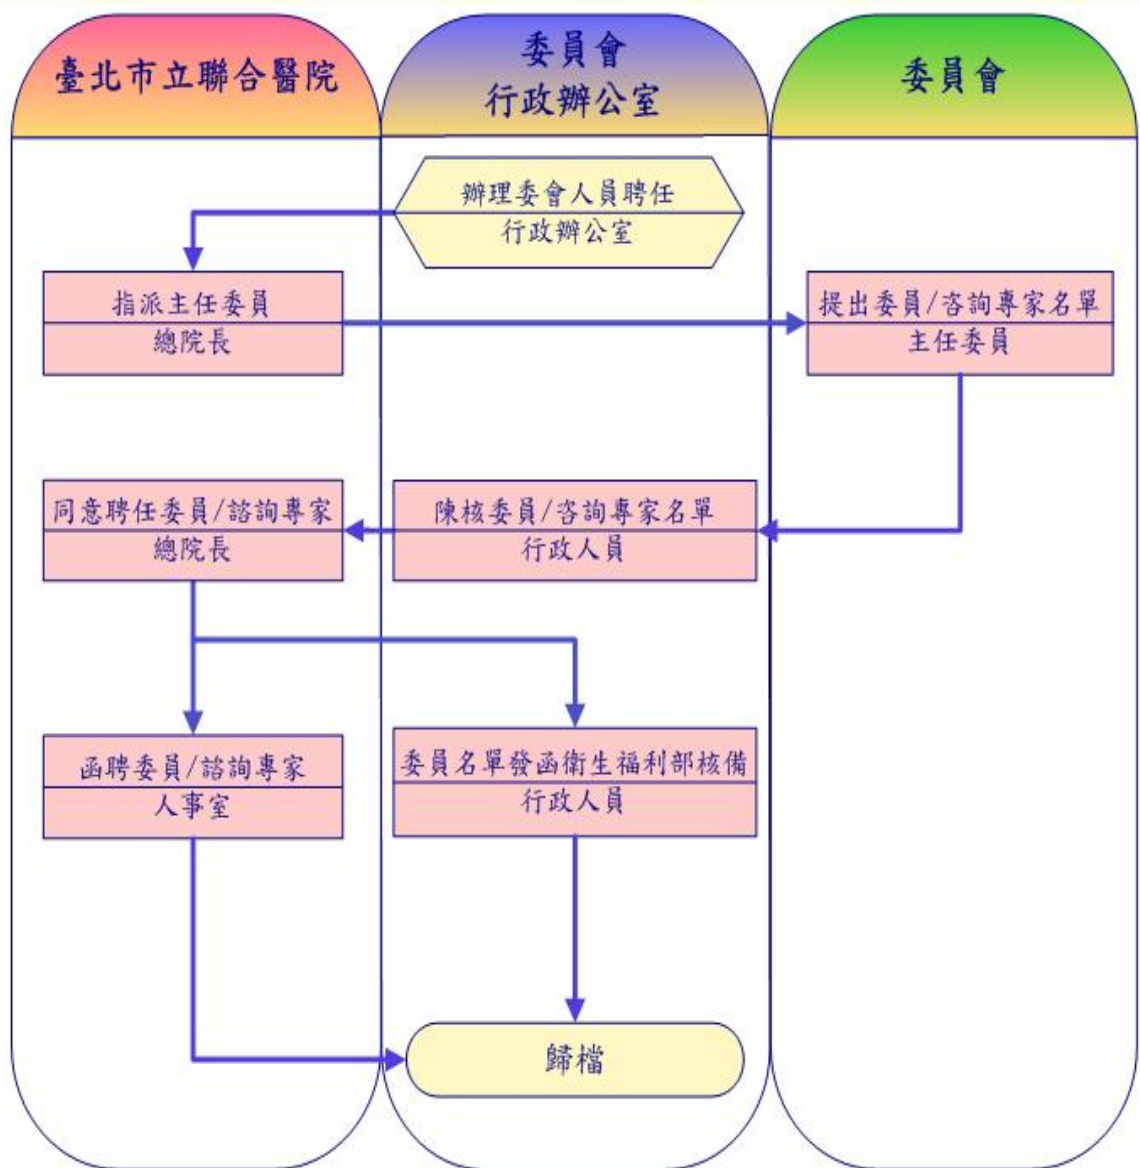 臺北市立聯合醫院
委員會
行政辦公室
委員會
辦理委會人員聘任
行政辦公室
指派主任委員
總院長
提出委員/咨詢專家名單
主任委員
同意聘任委員/諮詢專家
總院長
陳核委員/咨詢專家名單
行政人員
函聘委員/諮詢專家
人事室
委員名單發函衛生福利部核備
行政人員
歸檔